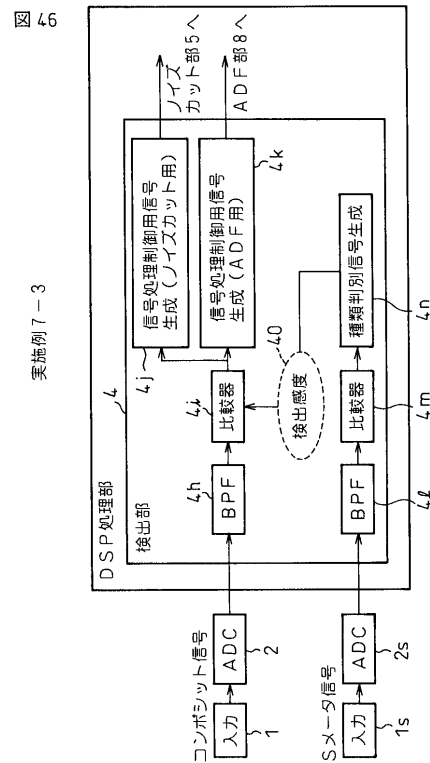 図46
実施例7-3
DSP処理部
4
検出部
コンポジット信号
入力
1
ADC
2
BPF
4h
比較器
4i
信号処理制御用信号
生成(ノイズカット用)
4j
ノイズ
カット部5へ
信号処理制御用信号
生成(ADF用)
4k
ADF部8へ
検出感度
40
Sメータ信号
入力
1s
ADC
2s
BPF
4ℓ
比較器
4m
種類判別信号生成
4n